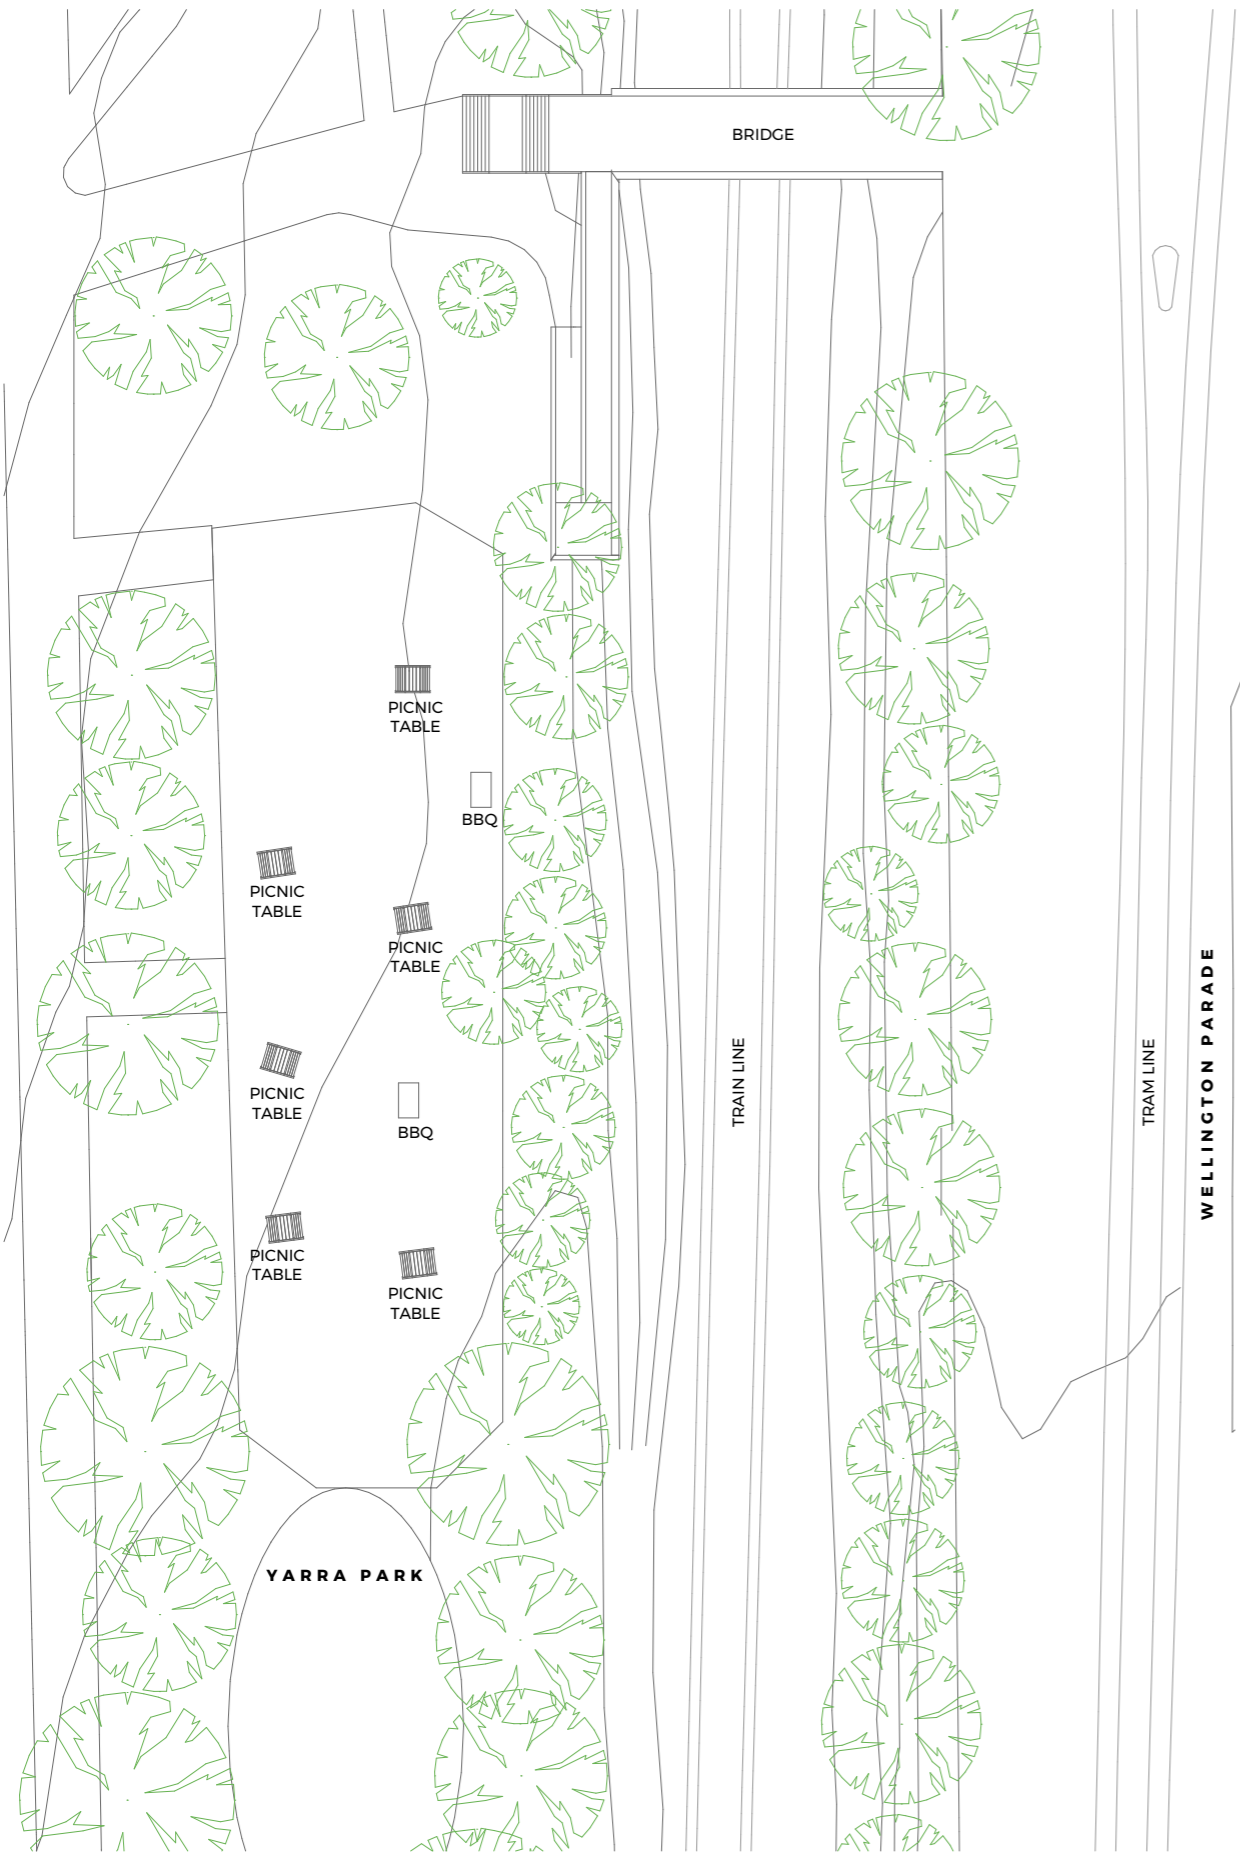 BRIDGE
PICNIC
TABLE
BBQ
PICNIC
TABLE
PICNIC
TABLE
PICNIC
TABLE
BBQ
PICNIC
TABLE
PICNIC
TABLE
TRAIN LINE
TRAM LINE
WELLINGTON PARADE
YARRA PARK